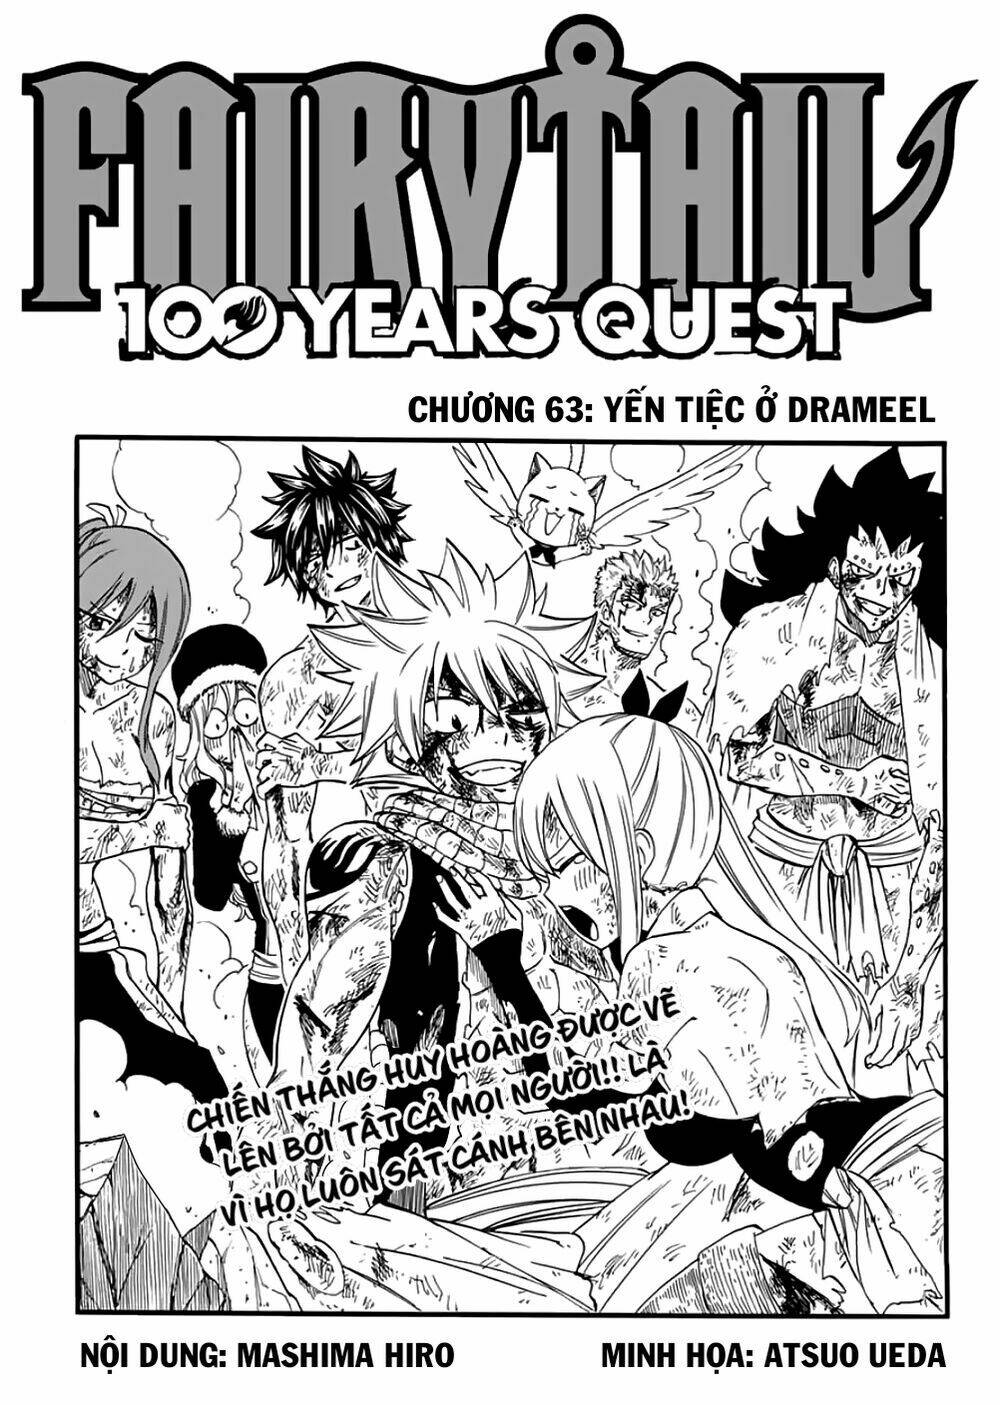 FAIRY TAIL
100 YEARS QUEST
CHƯƠNG 63: YẾN TIỆC Ở DRAMEEL
CHIẾN THẮNG HUY HOÀNG ĐƯỢC VẼ
LÊN BỞI TẤT CẢ MỌI NGƯỜI!! LÀ
VÌ HỌ LUÔN SÁT CÁNH BÊN NHAU!
NỘI DUNG: MASHIMA HIRO
MINH HỌA: ATSUO UEDA